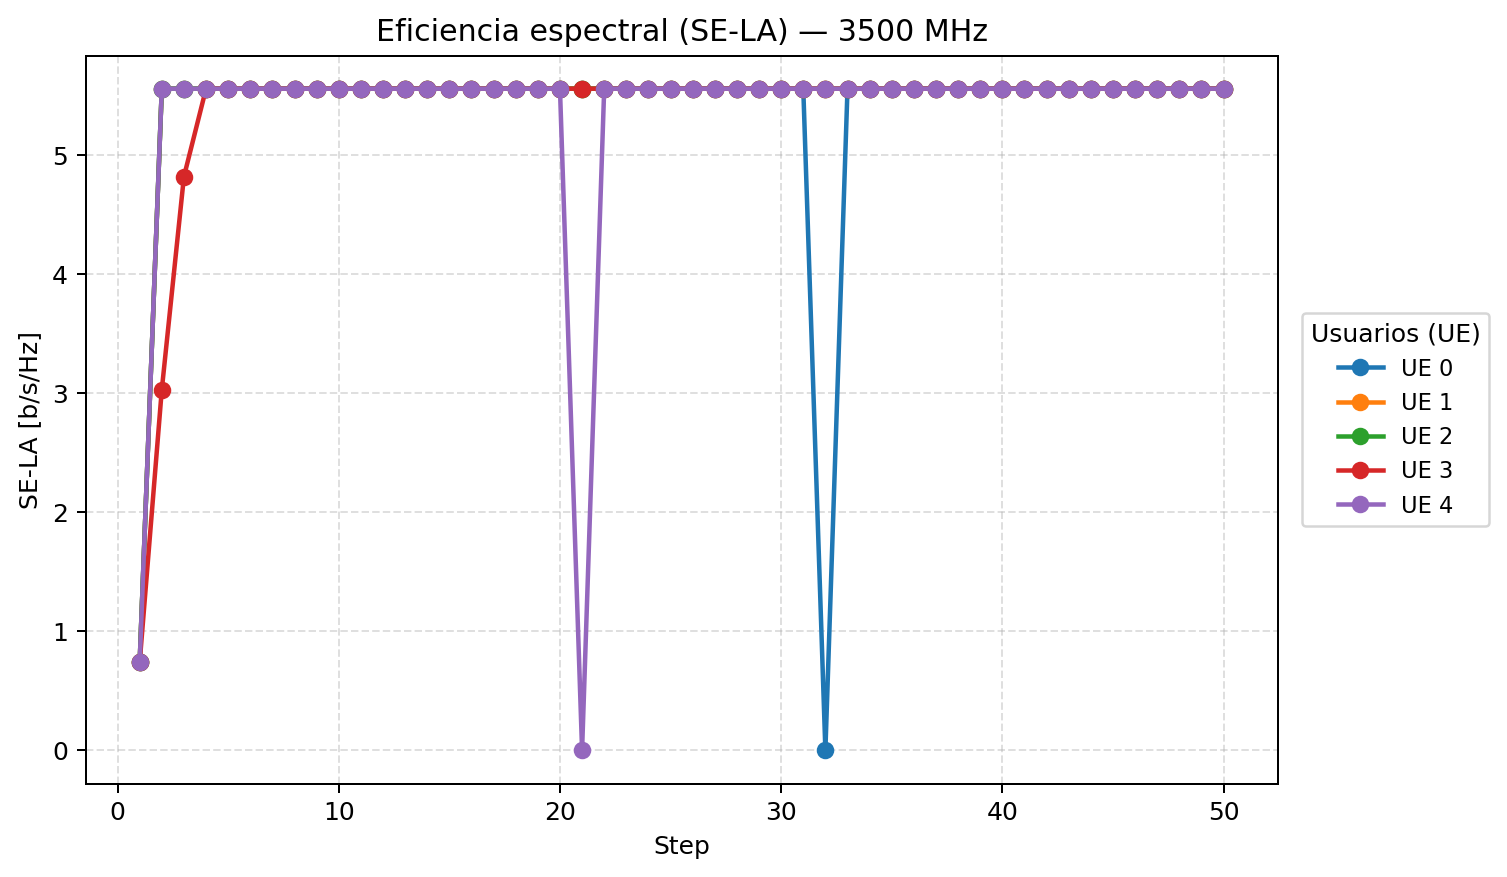 Eficiencia espectral (SE-LA) — 3500 MHz
SE-LA [b/s/Hz]
5
4
3
2
1
0
0 10 20 30 40 50
Step
Usuarios (UE)
UE 0
UE 1
UE 2
UE 3
UE 4